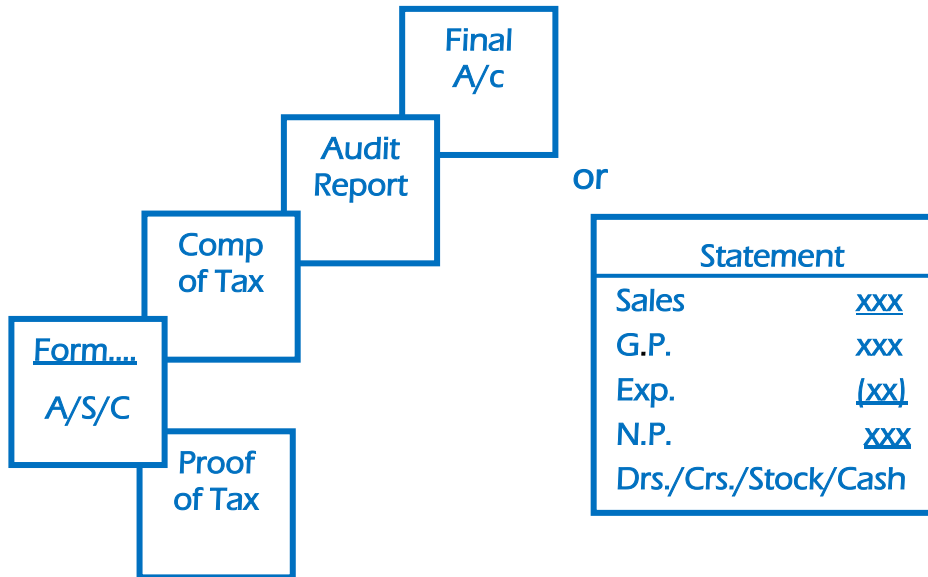 Final
A/c
Audit
Report
or
Comp
of Tax
Statement
Sales xxx
G.P. xxx
Exp. (xx)
N.P. xxx
Drs./Crs./Stock/Cash
Form....
A/S/C
Proof
of Tax